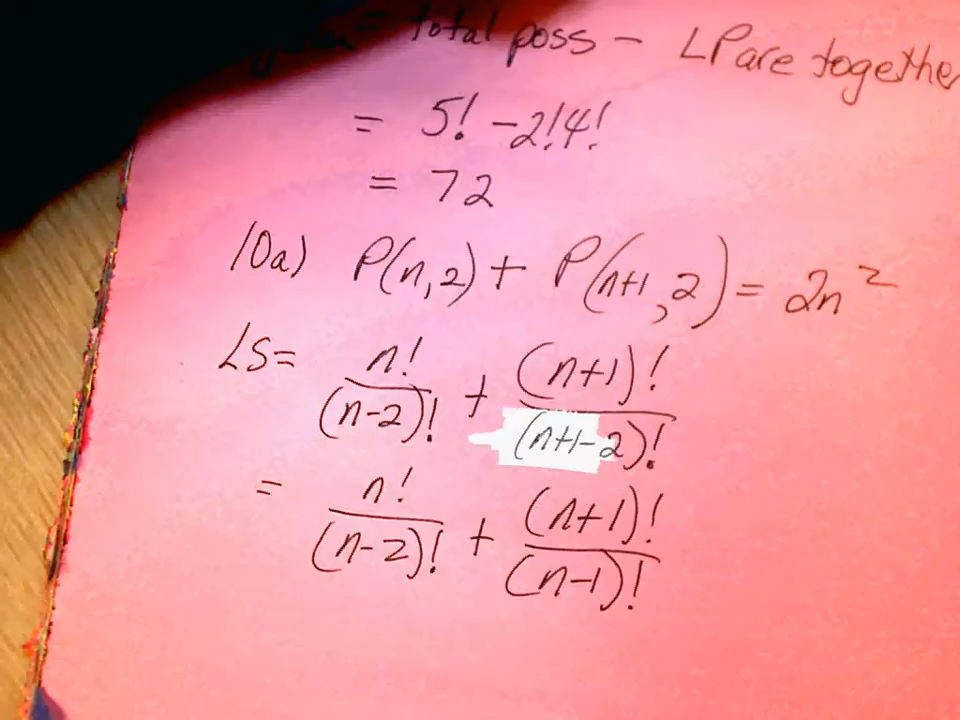 total poss - LP are together
= 5! - 2!4!
= 72
10a) P(n,2) + P(n+1,2) = 2n²
LS = n!/(n-2)! + (n+1)!/(n+1-2)!
= n!/(n-2)! + (n+1)!/(n-1)!